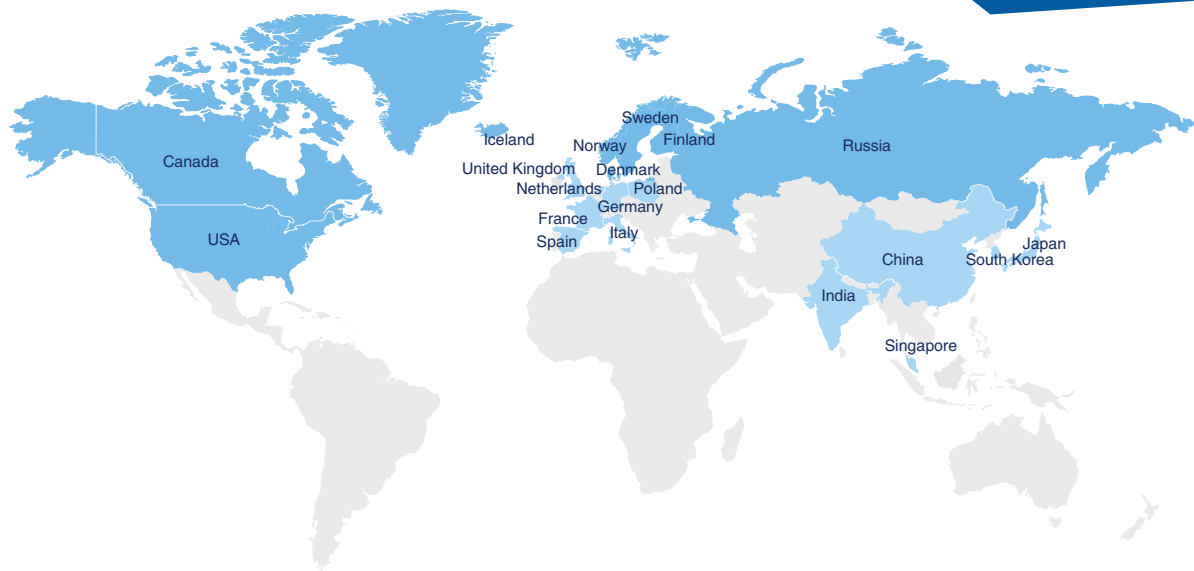 Sweden
Iceland
Norway
Finland
Russia
Canada
United Kingdom
Denmark
Netherlands
Poland
Germany
France
USA
Italy
Spain
Japan
China
South Korea
India
Singapore